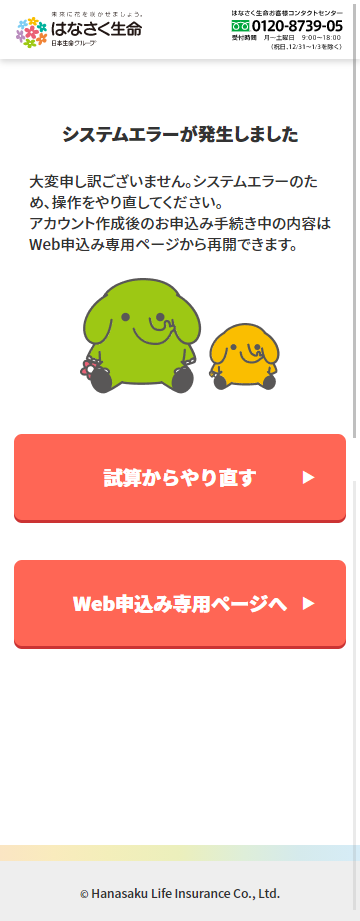 未来に花を咲かせましょう。
はなさく生命
日本生命グループ
はなさく生命お客様コンタクトセンター
0120-8739-05
受付時間 月～土曜日 9:00～18:00
(祝日、12/31～1/3を除く)
システムエラーが発生しました
大変申し訳ございません。システムエラーのた
め、操作をやり直してください。
アカウント作成後のお申込み手続き中の内容は
Web申込み専用ページから再開できます。
試算からやり直す
Web申込み専用ページへ
© Hanasaku Life Insurance Co., Ltd.